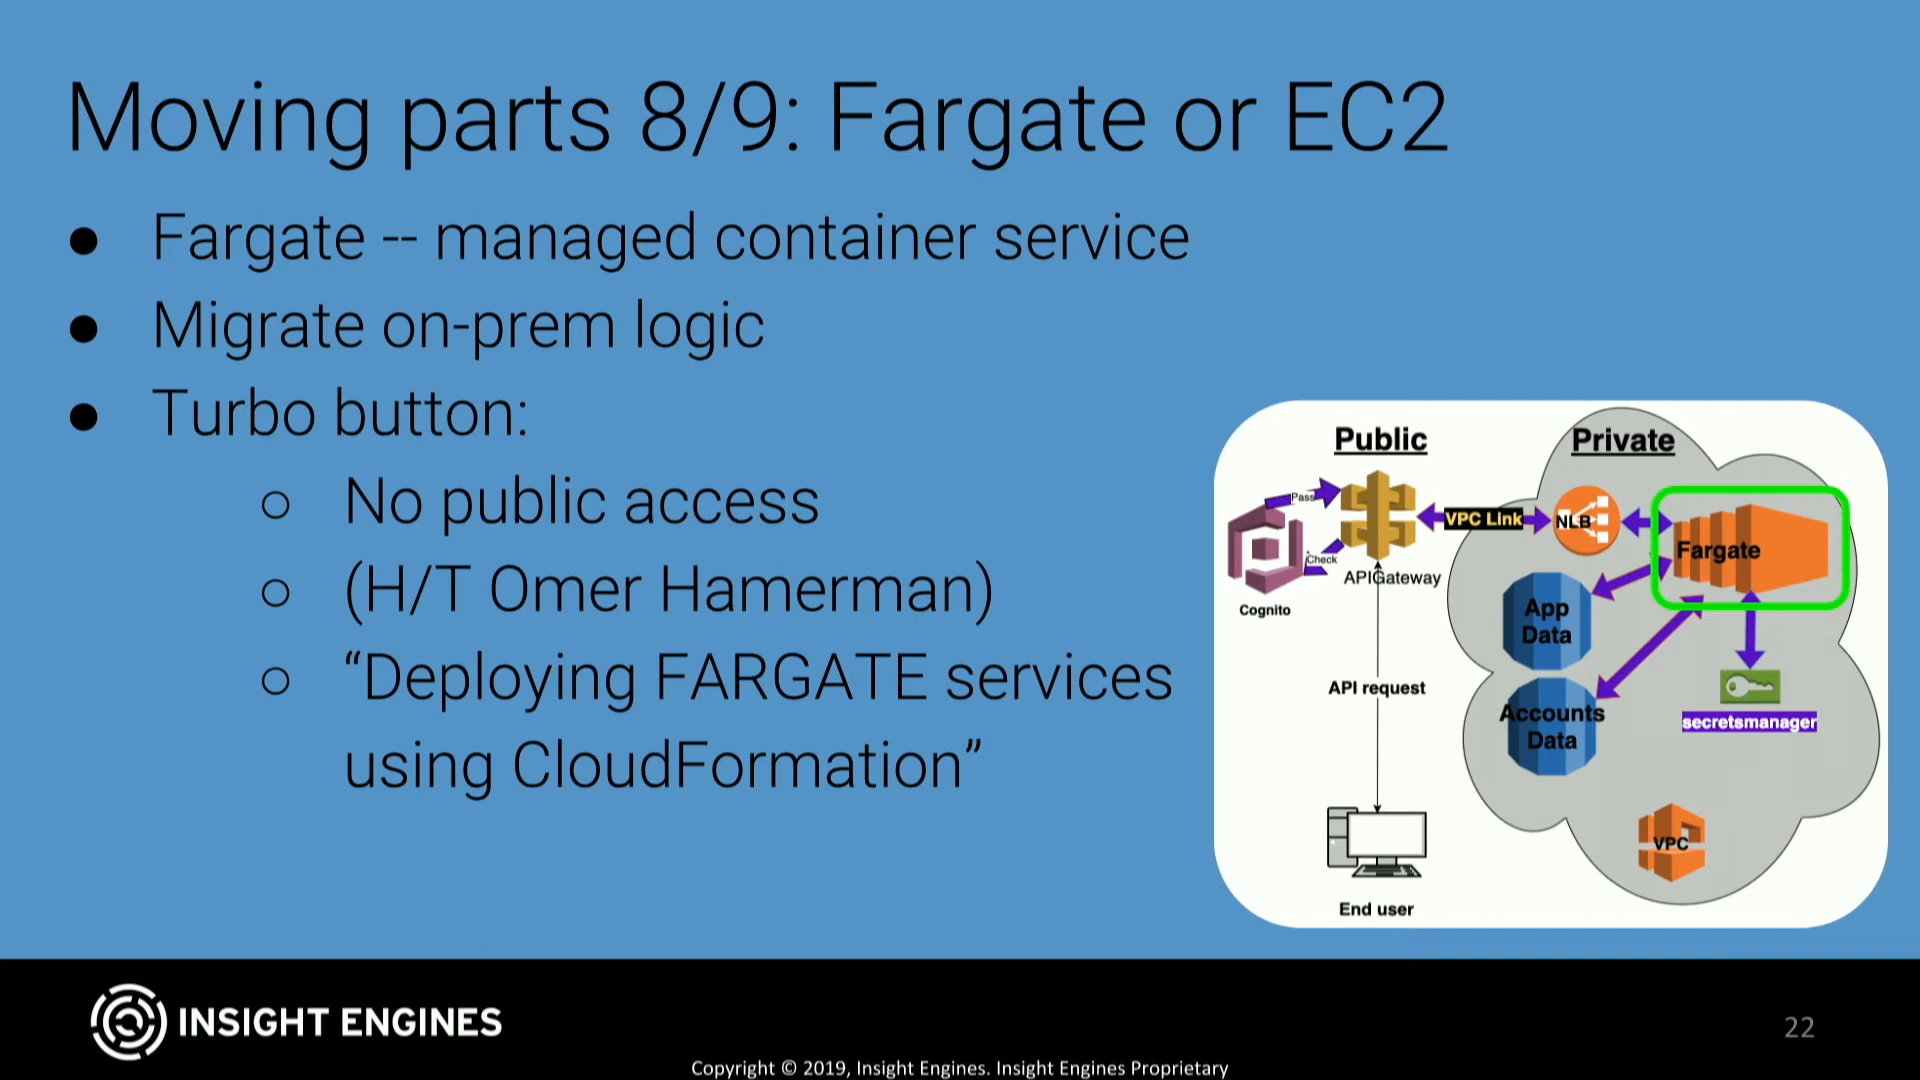 Moving parts 8/9: Fargate or EC2
● Fargate -- managed container service
● Migrate on-prem logic
● Turbo button:
○ No public access
○ (H/T Omer Hamerman)
○ “Deploying FARGATE services
using CloudFormation”
Public
Private
Pass
VPC Link
NLB
Fargate
Check
APIGateway
Cognito
App
Data
API request
Accounts
Data
secretsmanager
VPC
End user
INSIGHT ENGINES
22
Copyright © 2019, Insight Engines. Insight Engines Proprietary